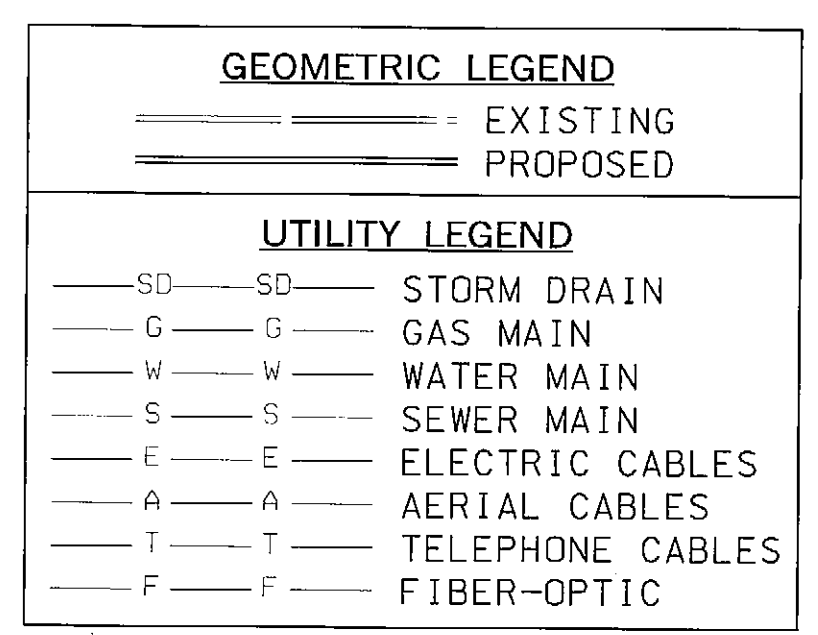 GEOMETRIC LEGEND
EXISTING
PROPOSED
UTILITY LEGEND
SD SD STORM DRAIN
G G GAS MAIN
W W WATER MAIN
S S SEWER MAIN
E E ELECTRIC CABLES
A A AERIAL CABLES
T T TELEPHONE CABLES
F F FIBER-OPTIC